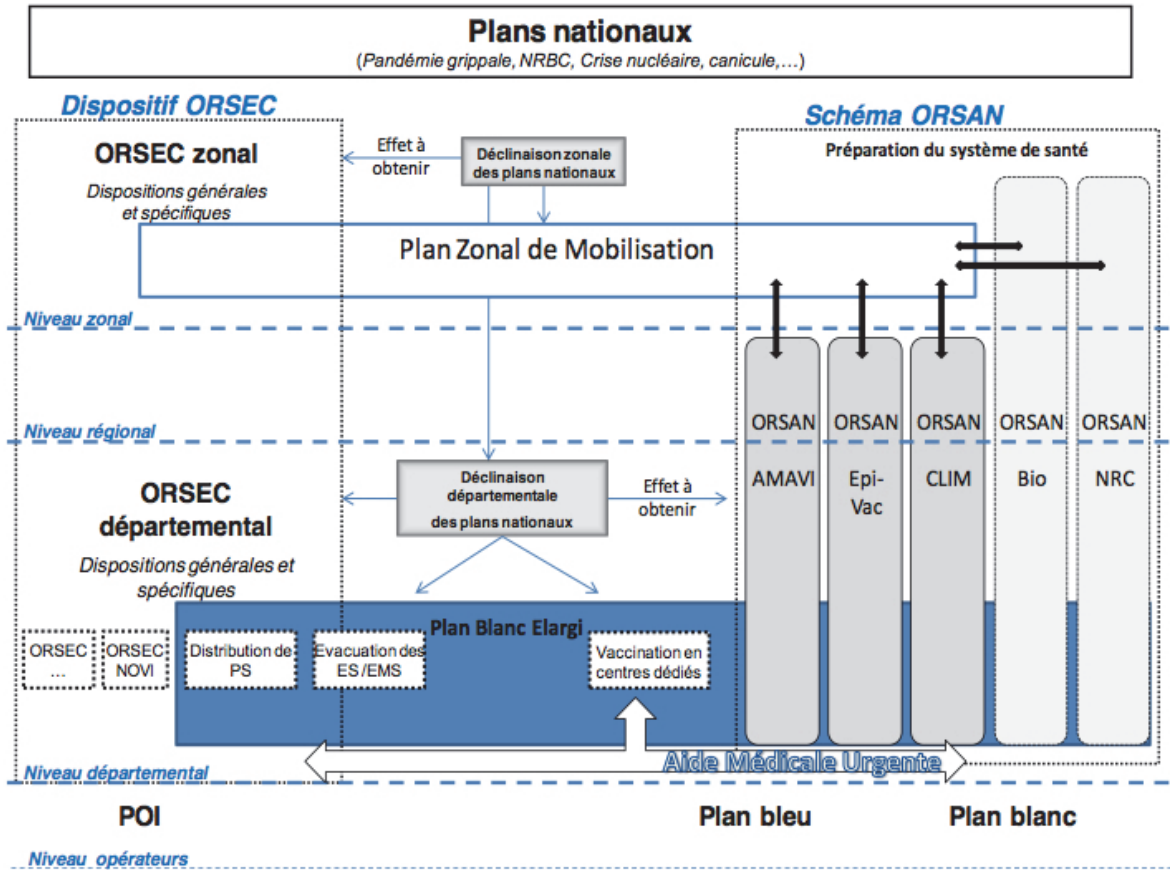 Plans nationaux
(Pandémie grippale, NRBC, Crise nucléaire, canicule,…)
Dispositif ORSEC
Schéma ORSAN
ORSEC zonal
Dispositions générales
et spécifiques
Effet à
obtenir
Déclinaison zonale
des plans nationaux
Préparation du système de santé
Plan Zonal de Mobilisation
Niveau zonal
Niveau régional
ORSEC
départemental
Dispositions générales et
spécifiques
Déclinaison
départementale
des plans nationaux
Effet à
obtenir
ORSAN
AMAVI
ORSAN
Epi-
Vac
ORSAN
CLIM
ORSAN
Bio
ORSAN
NRC
Plan Blanc Elargi
ORSEC
…
ORSEC
NOVI
Distribution de
PS
Evacuation des
ES/EMS
Vaccination en
centres dédiés
Aide Médicale Urgente
Niveau départemental
POI
Plan bleu
Plan blanc
Niveau opérateurs